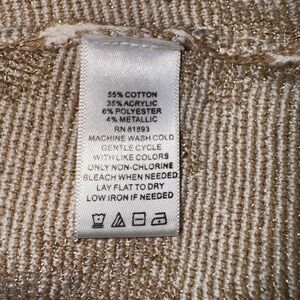 55% COTTON
35% ACRYLIC
6% POLYESTER
4% METALLIC
RN 81893
MACHINE WASH COLD
GENTLE CYCLE
WITH LIKE COLORS
ONLY NON-CHLORINE
BLEACH WHEN NEEDED
LAY FLAT TO DRY
LOW IRON IF NEEDED